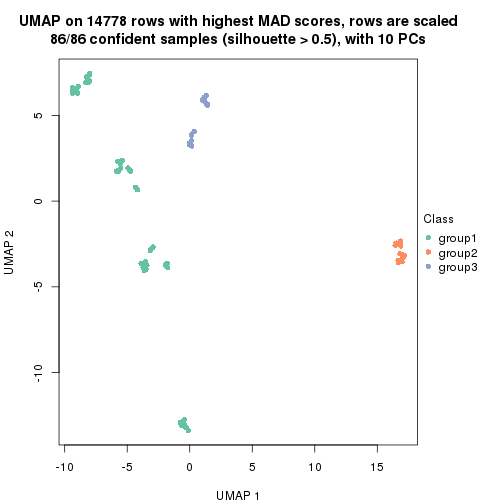 UMAP on 14778 rows with highest MAD scores, rows are scaled
86/86 confident samples (silhouette > 0.5), with 10 PCs
5
0
-5
-10
UMAP 2
-10
-5
0
5
10
15
UMAP 1
Class
group1
group2
group3